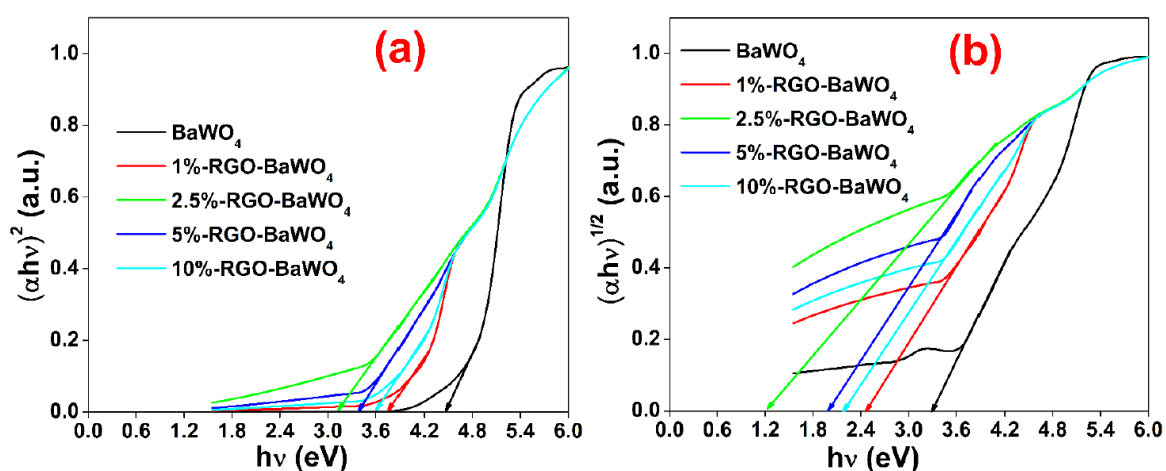 (a)
BaWO4
1%-RGO-BaWO4
2.5%-RGO-BaWO4
5%-RGO-BaWO4
10%-RGO-BaWO4
(αhν)2 (a.u.)
1.0
0.8
0.6
0.4
0.2
0.0
0.0 0.6 1.2 1.8 2.4 3.0 3.6 4.2 4.8 5.4 6.0
hν (eV)
(b)
BaWO4
1%-RGO-BaWO4
2.5%-RGO-BaWO4
5%-RGO-BaWO4
10%-RGO-BaWO4
(αhν)1/2 (a.u.)
1.0
0.8
0.6
0.4
0.2
0.0
0.0 0.6 1.2 1.8 2.4 3.0 3.6 4.2 4.8 5.4 6.0
hν (eV)